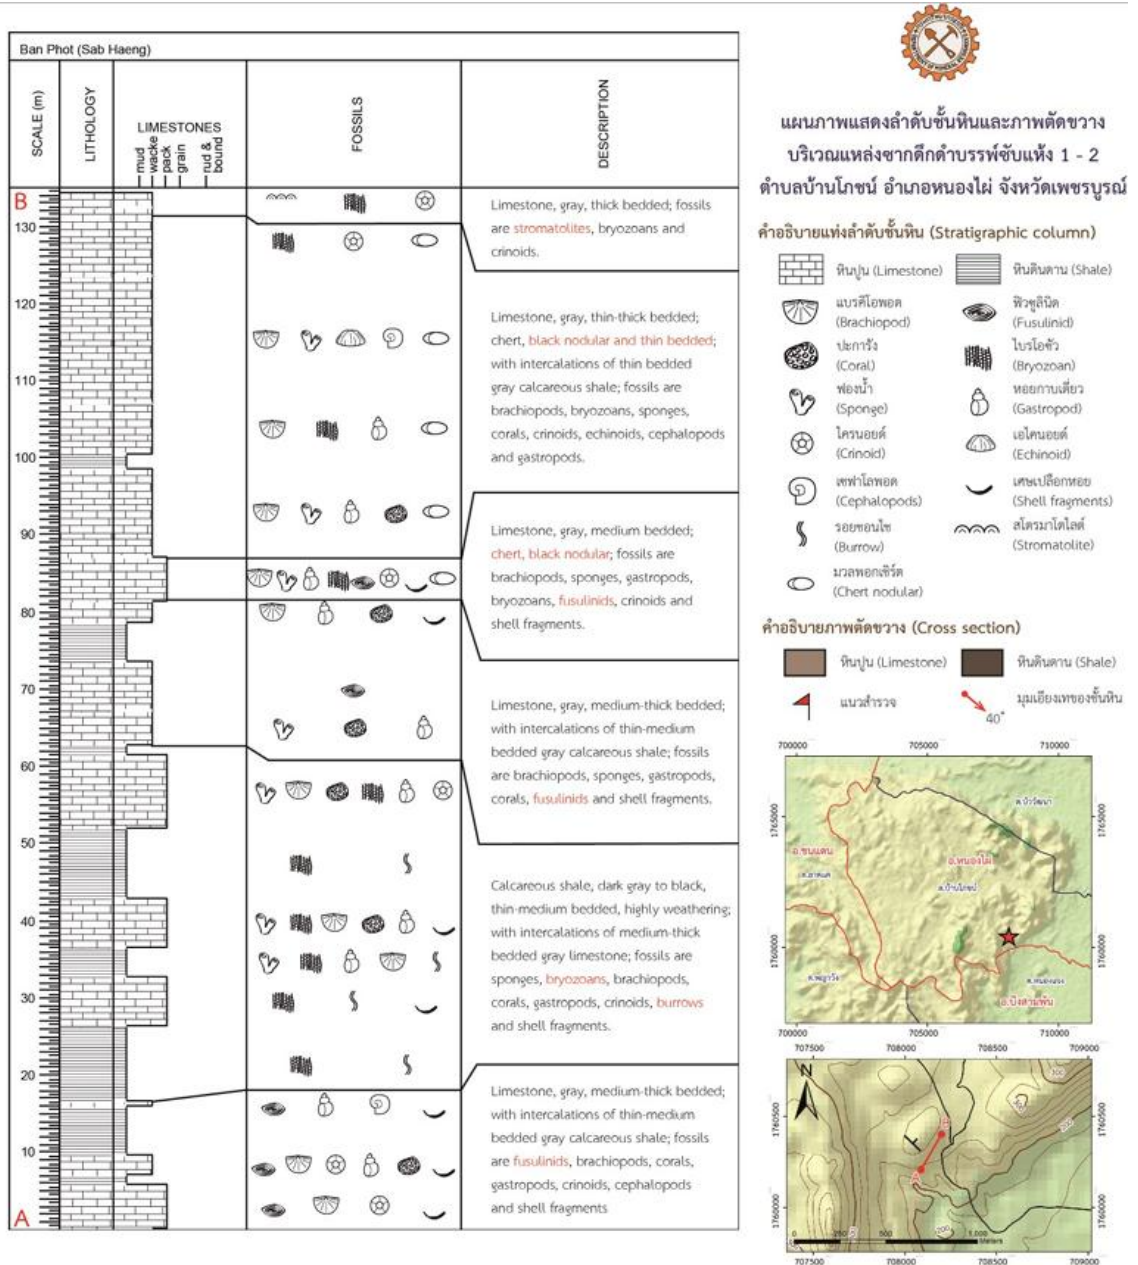 Ban Phot (Sab Haeng)
SCALE (m)
LITHOLOGY
LIMESTONES
mud
wacke
pack
grain
rud &
bound
FOSSILS
DESCRIPTION
B
130
120
110
100
90
80
70
60
50
40
30
20
10
A
Limestone, gray, thick bedded; fossils
are stromatolites, bryozoans and
crinoids.
Limestone, gray, thin-thick bedded;
chert, black nodular and thin bedded;
with intercalations of thin bedded
gray calcareous shale; fossils are
brachiopods, bryozoans, sponges,
corals, crinoids, echinoids, cephalopods
and gastropods.
Limestone, gray, medium bedded;
chert, black nodular; fossils are
brachiopods, sponges, gastropods,
bryozoans, fusulinids, crinoids and
shell fragments.
Limestone, gray, medium-thick bedded;
with intercalations of thin-medium
bedded gray calcareous shale; fossils
are brachiopods, sponges, gastropods,
corals, fusulinids and shell fragments.
Calcareous shale, dark gray to black,
thin-medium bedded, highly weathering;
with intercalations of medium-thick
bedded gray limestone; fossils are
sponges, bryozoans, brachiopods,
corals, gastropods, crinoids, burrows
and shell fragments.
Limestone, gray, medium-thick bedded;
with intercalations of thin-medium
bedded gray calcareous shale; fossils
are fusulinids, brachiopods, corals,
gastropods, crinoids, cephalopods
and shell fragments
แผนภาพแสดงลำดับชั้นหินและภาพตัดขวาง
บริเวณแหล่งซากดึกดำบรรพ์ซับแห้ง 1 - 2
ตำบลบ้านโภชน์ อำเภอหนองไผ่ จังหวัดเพชรบูรณ์
คำอธิบายแท่งลำดับชั้นหิน (Stratigraphic column)
หินปูน (Limestone)
หินดินดาน (Shale)
แบรคิโอพอด
(Brachiopod)
ฟิวซูลินิด
(Fusulinid)
ปะการัง
(Coral)
ไบรโอซัว
(Bryozoan)
ฟองน้ำ
(Sponge)
หอยกาบเดี่ยว
(Gastropod)
ไครนอยด์
(Crinoid)
เอไคนอยด์
(Echinoid)
เซฟาโลพอด
(Cephalopods)
เศษเปลือกหอย
(Shell fragments)
รอยชอนไช
(Burrow)
สโตรมาโตไลต์
(Stromatolite)
มวลพอกเชิร์ต
(Chert nodular)
คำอธิบายภาพตัดขวาง (Cross section)
หินปูน (Limestone)
หินดินดาน (Shale)
แนวสำรวจ
40°
มุมเอียงเทของชั้นหิน
700000 705000 710000
1765000 1765000
อ.ชนแดน
อ.หนองไผ่
ต.บ้านโภชน์
1760000 1760000
อ.บึงสามพัน
700000 705000 710000
707500 708000 708500 709000
N
1760500 1760500
300
200
B
A
1760000 1760000
0 250 500 1,000
Meters
707500 708000 708500 709000